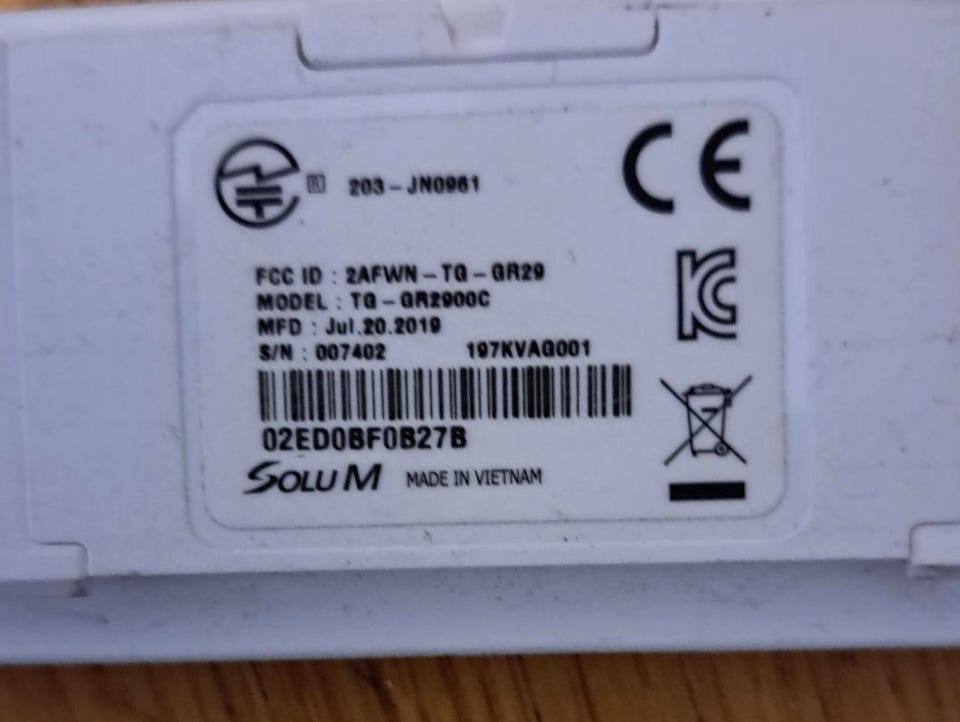 R 203-JN0961
CE
FCC ID : 2AFWN-TG-GR29
MODEL : TG-GR2900C
MFD : Jul.20.2019
S/N : 007402 197KVAG001
02ED0BF0B27B
SOLUM MADE IN VIETNAM